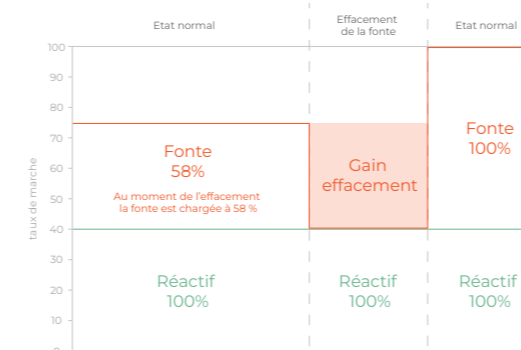 Etat normal
Effacement
de la fonte
Etat normal
100
90
80
70
60
50
40
30
20
10
taux de marche
Fonte
58%
Au moment de l'effacement
la fonte est chargée à 58 %
Gain
effacement
Fonte
100%
Réactif
100%
Réactif
100%
Réactif
100%